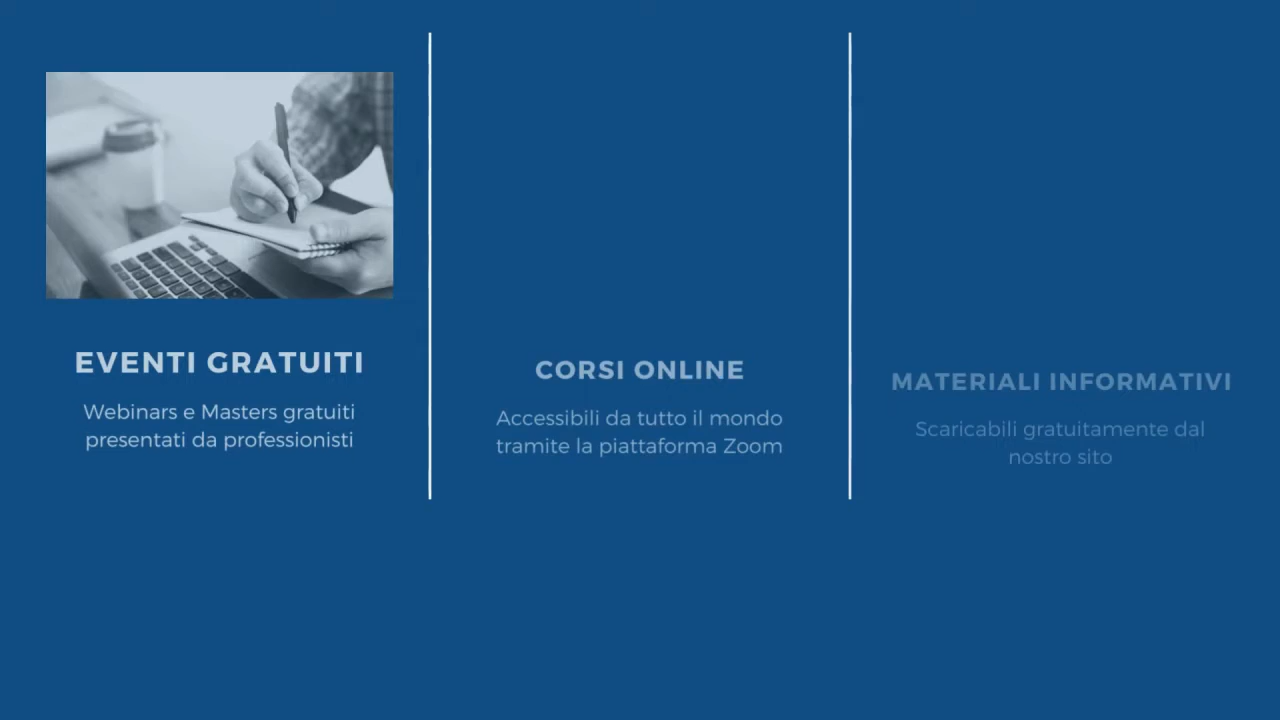 EVENTI GRATUITI
Webinars e Masters gratuiti
presentati da professionisti
CORSI ONLINE
Accessibili da tutto il mondo
tramite la piattaforma Zoom
MATERIALI INFORMATIVI
Scaricabili gratuitamente dal
nostro sito